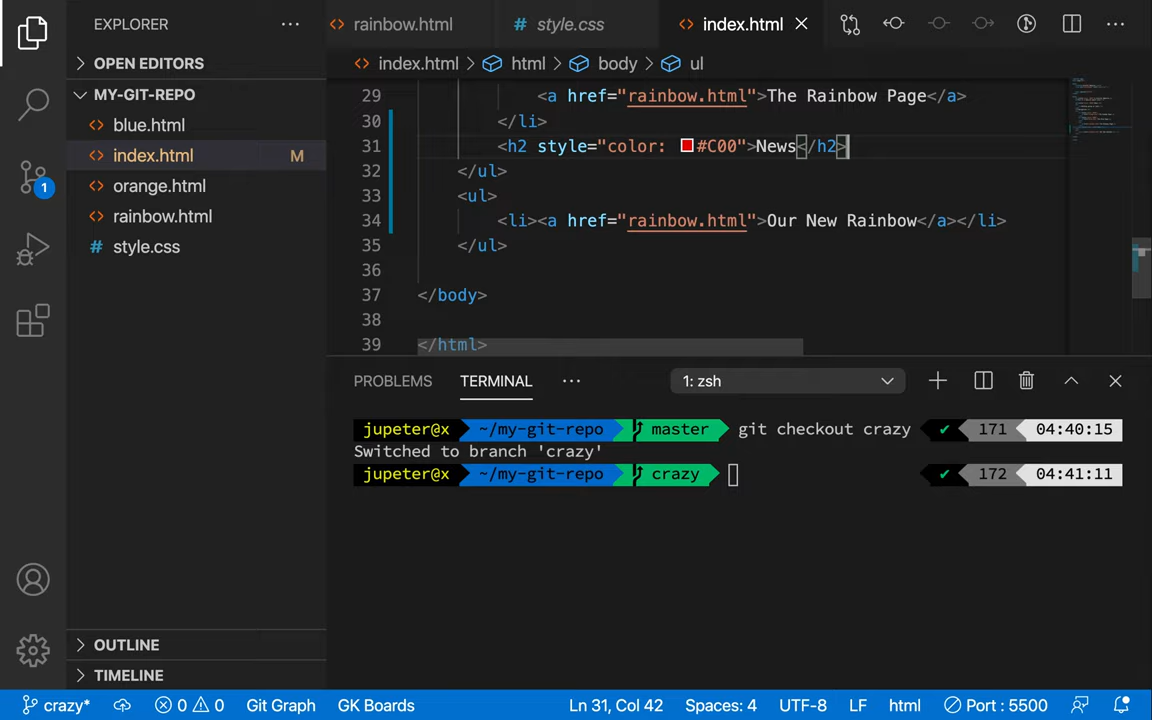 EXPLORER
rainbow.html
style.css
index.html
OPEN EDITORS
index.html > html > body > ul
MY-GIT-REPO
blue.html
index.html M
orange.html
rainbow.html
style.css
1
29 <a href="rainbow.html">The Rainbow Page</a>
30 </li>
31 <h2 style="color: #C00">News</h2>
32 </ul>
33 <ul>
34 <li><a href="rainbow.html">Our New Rainbow</a></li>
35 </ul>
36
37 </body>
38
39 </html>
PROBLEMS TERMINAL ··· 1: zsh
jupeter@x ~/my-git-repo master git checkout crazy ✔ 171 04:40:15
Switched to branch 'crazy'
jupeter@x ~/my-git-repo crazy ✔ 172 04:41:11
OUTLINE
TIMELINE
crazy* 0 0 Git Graph GK Boards Ln 31, Col 42 Spaces: 4 UTF-8 LF html Port : 5500